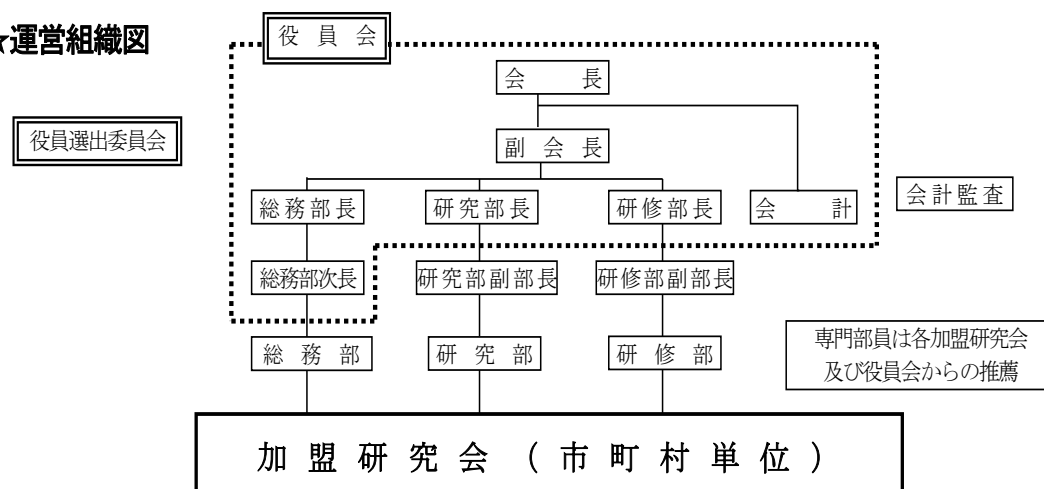 ☆運営組織図
役 員 会
会 長
役員選出委員会
副 会 長
総務部長
研究部長
研修部長
会 計
会計監査
総務部次長
研究部副部長
研修部副部長
総 務 部
研 究 部
研 修 部
専門部員は各加盟研究会
及び役員会からの推薦
加 盟 研 究 会 ( 市 町 村 単 位 )